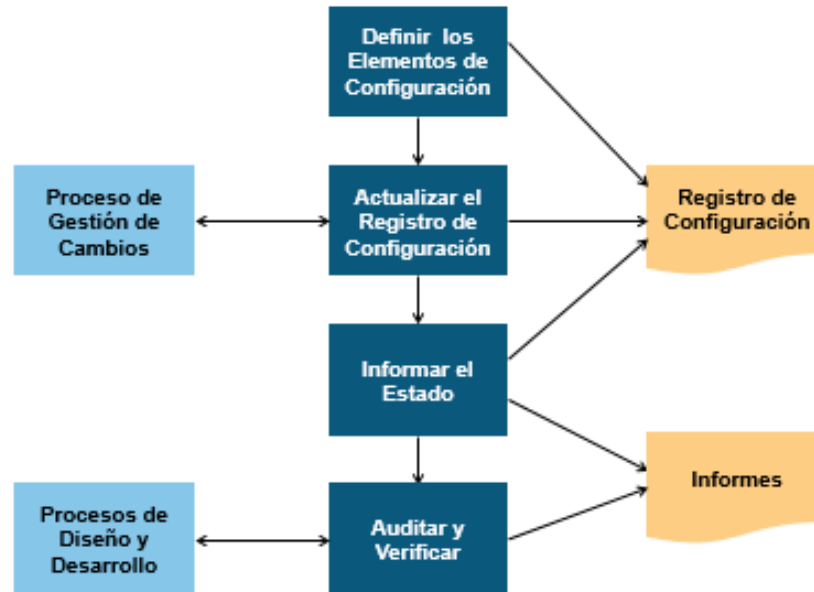 Definir los
Elementos de
Configuración
Proceso de
Gestión de
Cambios
Actualizar el
Registro de
Configuración
Registro de
Configuración
Informar el
Estado
Informes
Procesos de
Diseño y
Desarrollo
Auditar y
Verificar